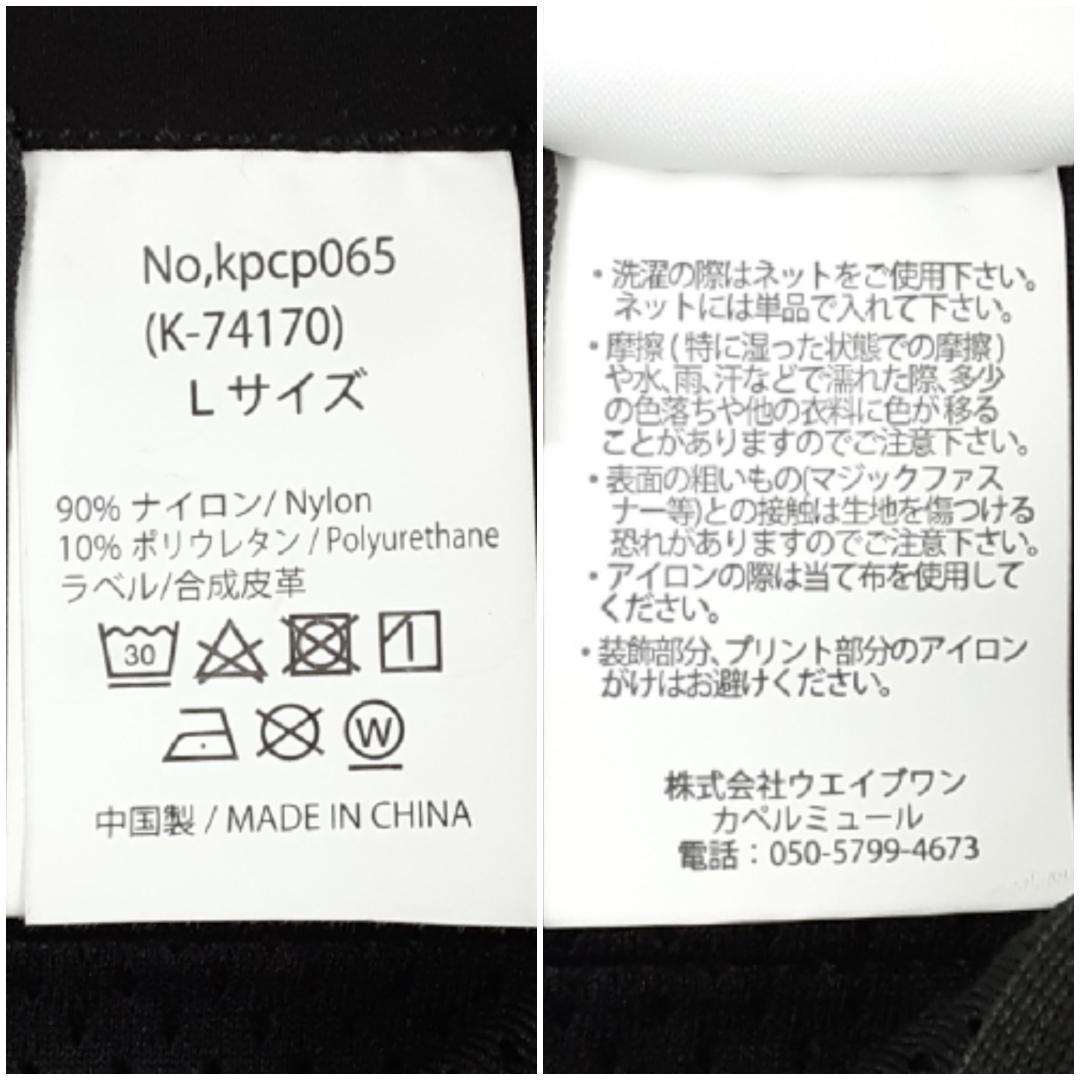 No,kpcp065
(K-74170)
L サイズ
90% ナイロン/ Nylon
10% ポリウレタン / Polyurethane
ラベル/合成皮革
30
W
中国製 / MADE IN CHINA
・洗濯の際はネットをご使用下さい。
ネットには単品で入れて下さい。
・摩擦 ( 特に湿った状態での摩擦 )
や水、雨、汗などで濡れた際、多少
の色落ちや他の衣料に色が移る
ことがありますのでご注意下さい。
・表面の粗いもの(マジックファス
ナー等)との接触は生地を傷つける
恐れがありますのでご注意下さい。
・アイロンの際は当て布を使用して
ください。
・装飾部分、プリント部分のアイロン
がけはお避けください。
株式会社ウエイブワン
カペルミュール
電話：050-5799-4673